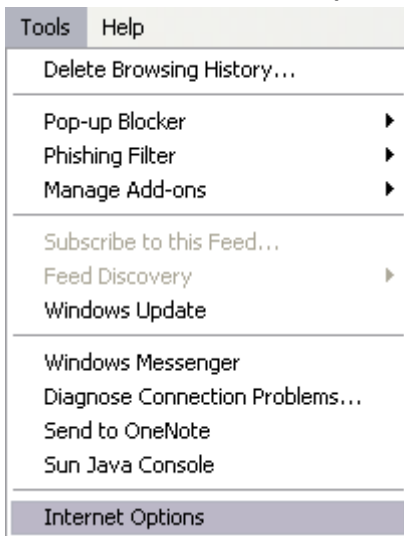 Tools Help
Delete Browsing History...
Pop-up Blocker
Phishing Filter
Manage Add-ons
Subscribe to this Feed...
Feed Discovery
Windows Update
Windows Messenger
Diagnose Connection Problems...
Send to OneNote
Sun Java Console
Internet Options